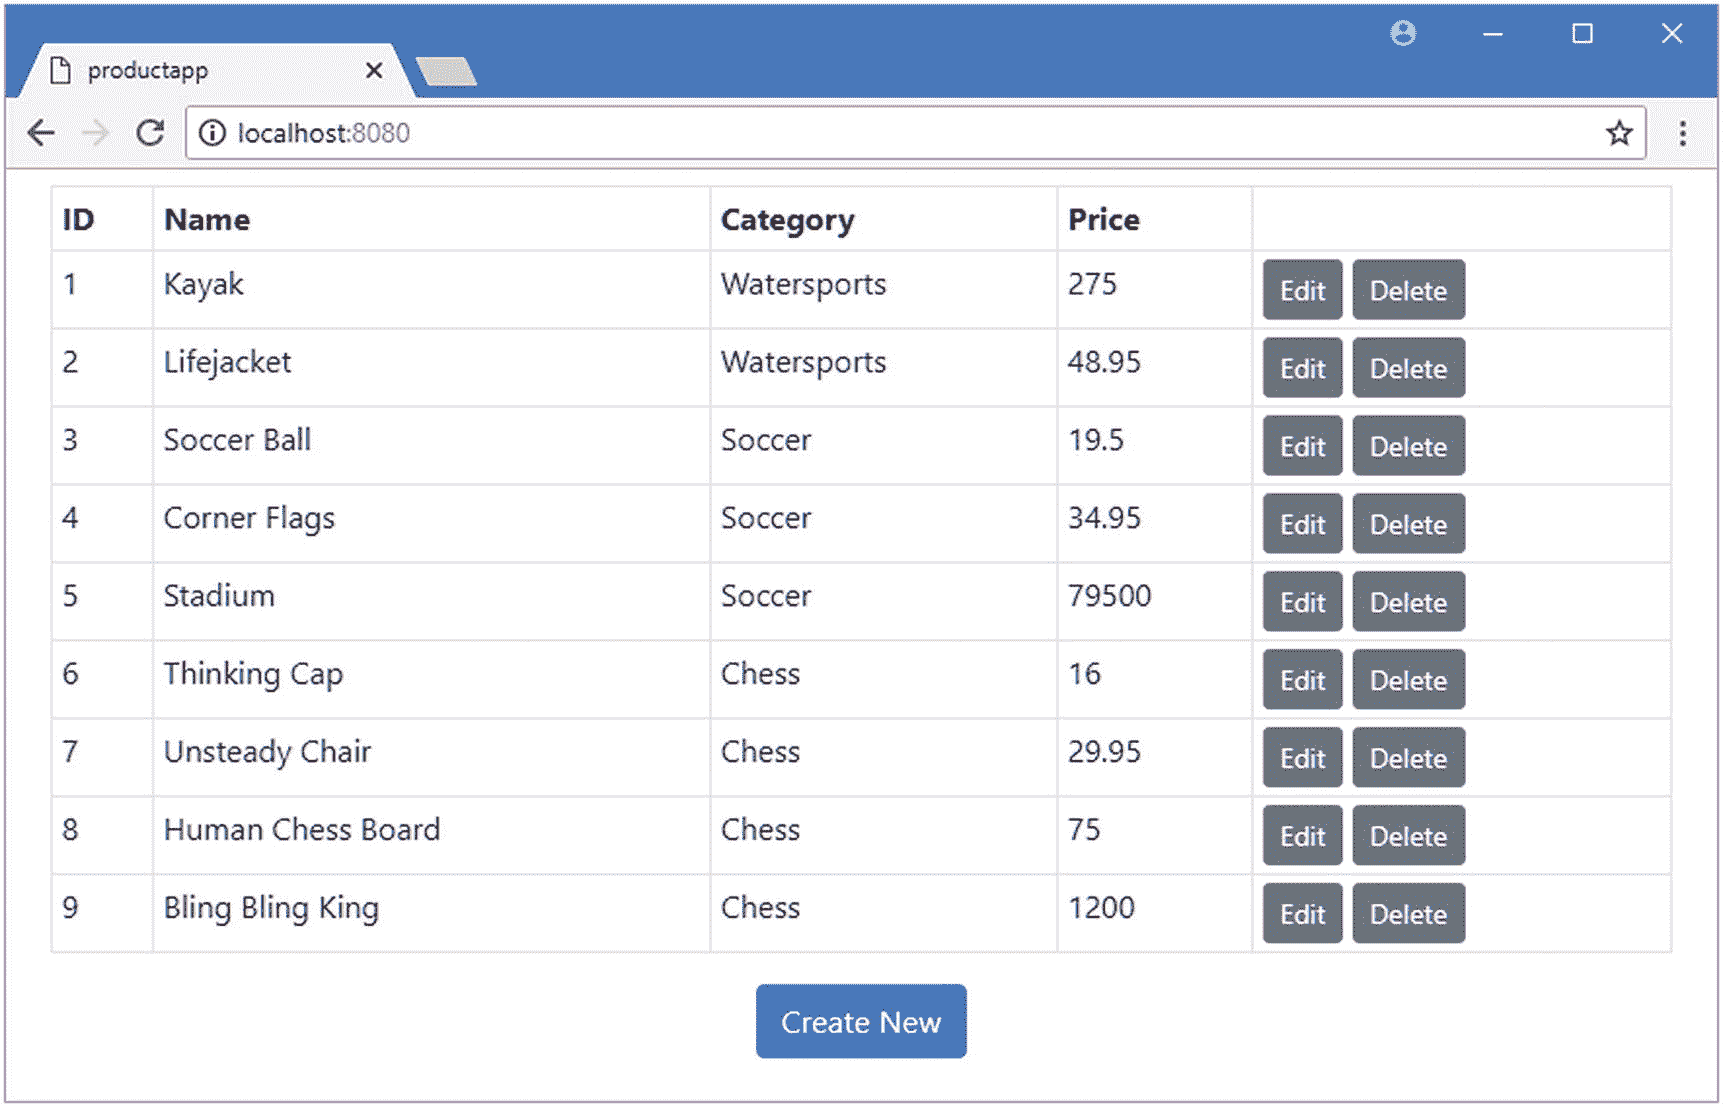 productapp
localhost:8080
ID Name Category Price
1 Kayak Watersports 275 Edit Delete
2 Lifejacket Watersports 48.95 Edit Delete
3 Soccer Ball Soccer 19.5 Edit Delete
4 Corner Flags Soccer 34.95 Edit Delete
5 Stadium Soccer 79500 Edit Delete
6 Thinking Cap Chess 16 Edit Delete
7 Unsteady Chair Chess 29.95 Edit Delete
8 Human Chess Board Chess 75 Edit Delete
9 Bling Bling King Chess 1200 Edit Delete
Create New